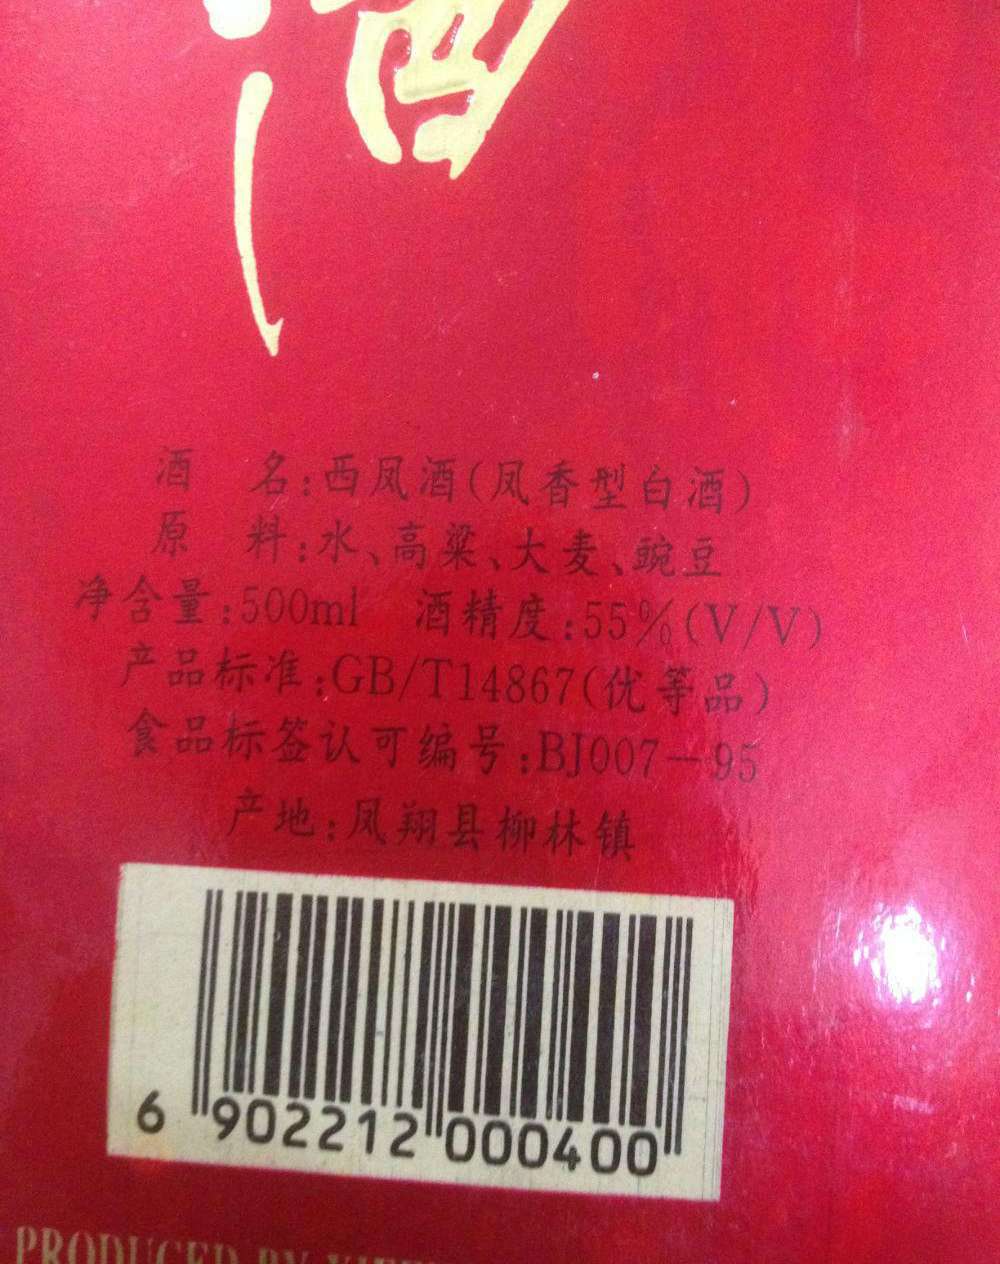 酒
酒 名:西凤酒(凤香型白酒)
原 料:水、高粱、大麦、豌豆
净含量:500ml 酒精度:55%(V/V)
产品标准:GB/T14867(优等品)
食品标签认可编号:BJ007-95
产地:凤翔县柳林镇
6 902212 000400
PRODUCED BY